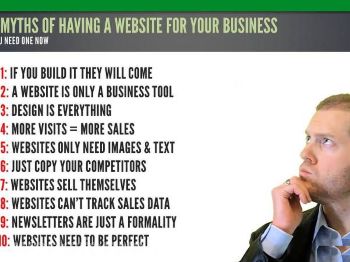 MYTHS OF HAVING A WEBSITE FOR YOUR BUSINESS
U NEED ONE NOW
1: IF YOU BUILD IT THEY WILL COME
2: A WEBSITE IS ONLY A BUSINESS TOOL
3: DESIGN IS EVERYTHING
4: MORE VISITS = MORE SALES
5: WEBSITES ONLY NEED IMAGES & TEXT
6: JUST COPY YOUR COMPETITORS
7: WEBSITES SELL THEMSELVES
8: WEBSITES CAN'T TRACK SALES DATA
9: NEWSLETTERS ARE JUST A FORMALITY
10: WEBSITES NEED TO BE PERFECT